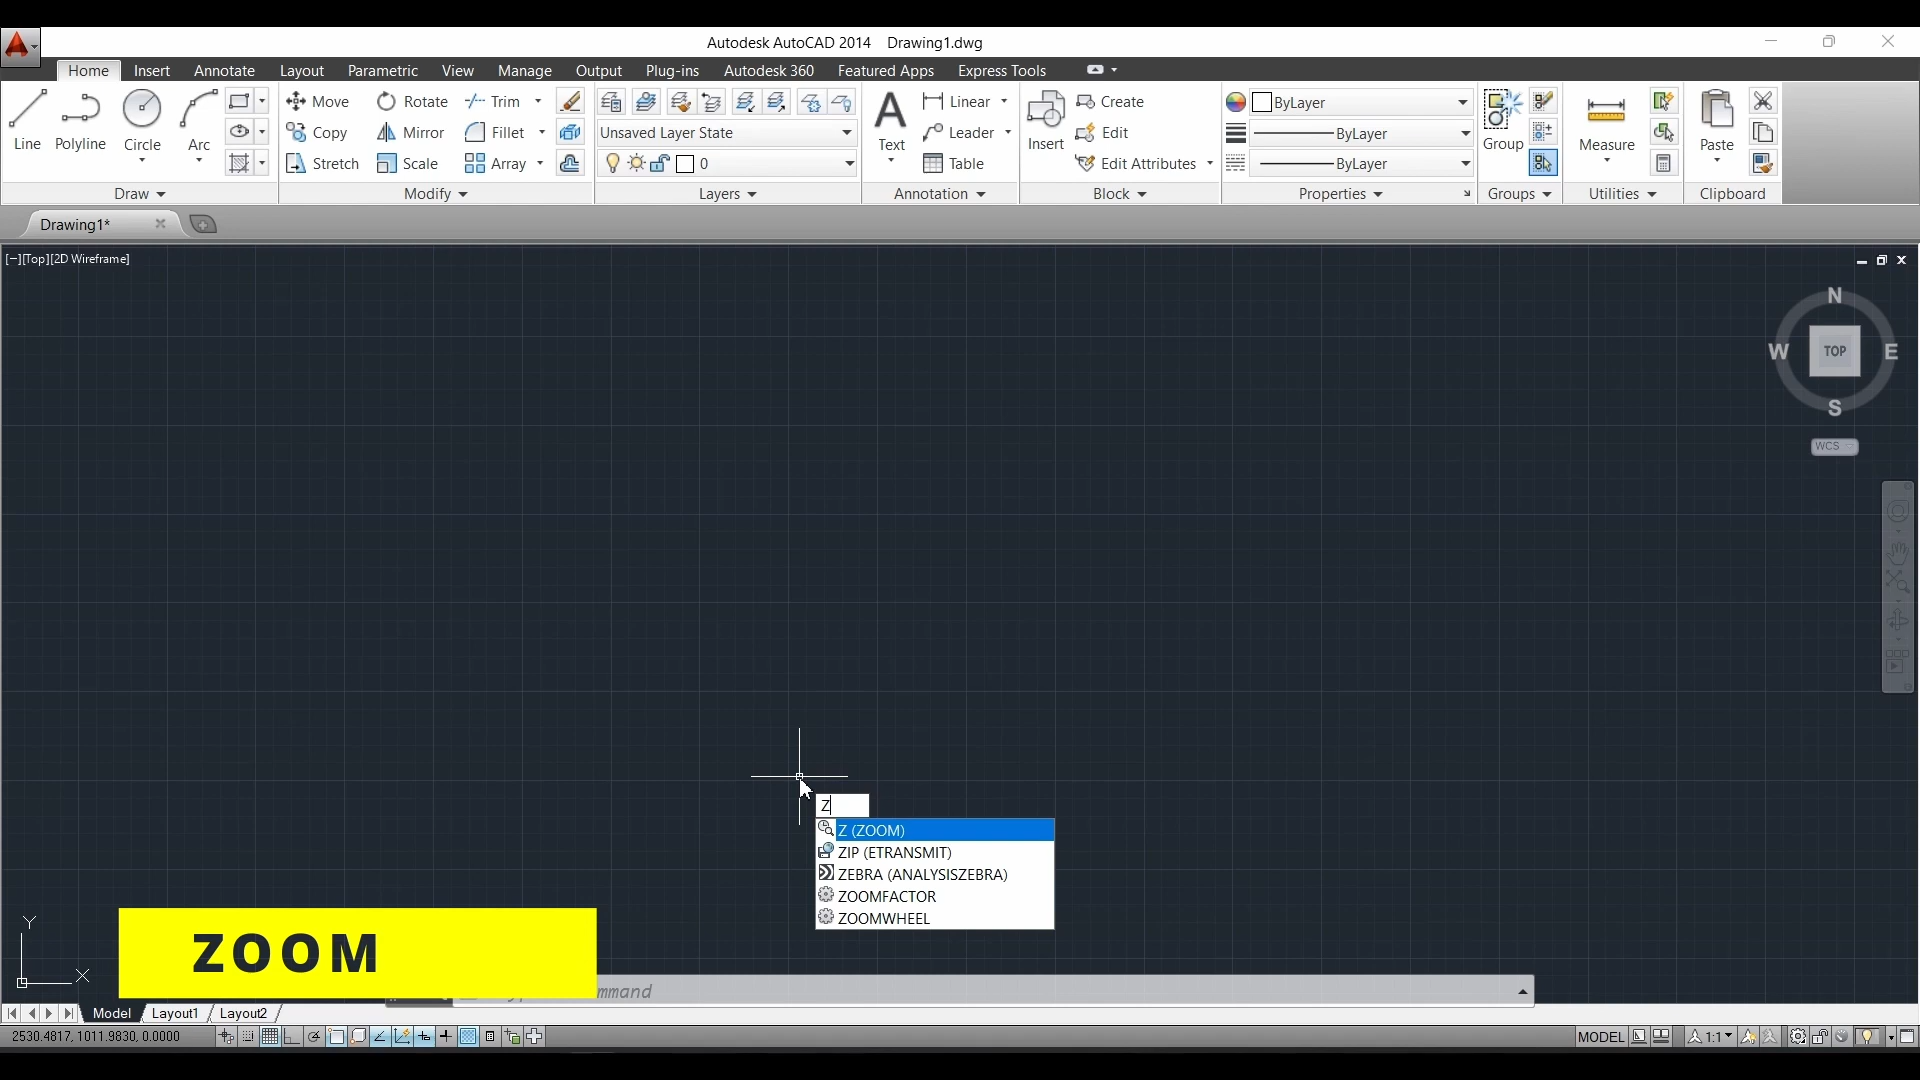 Autodesk AutoCAD 2014 Drawing1.dwg
Home Insert Annotate Layout Parametric View Manage Output Plug-ins Autodesk 360 Featured Apps Express Tools
Line Polyline Circle Arc
Move Rotate Trim
Copy Mirror Fillet
Stretch Scale Array
Unsaved Layer State
0
Text
Linear
Leader
Table
Insert
Create
Edit
Edit Attributes
ByLayer
ByLayer
ByLayer
Group
Measure
Paste
Draw Modify Layers Annotation Block Properties Groups Utilities Clipboard
Drawing1*
[−][Top][2D Wireframe]
N
W TOP E
S
WCS
Z
Z (ZOOM)
ZIP (ETRANSMIT)
ZEBRA (ANALYSISZEBRA)
ZOOMFACTOR
ZOOMWHEEL
Y
X
ZOOM
mmand
Model Layout1 Layout2
2530.4817, 1011.9830, 0.0000
MODEL 1:1